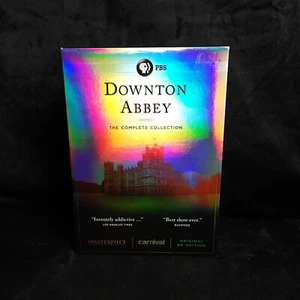 PBS
DOWNTON
ABBEY
THE COMPLETE COLLECTION
"Instantly addictive ..."
LOS ANGELES TIMES
"Best show ever."
BUZZFEED
MASTERPIECE
carnival
ORIGINAL
UK EDITION